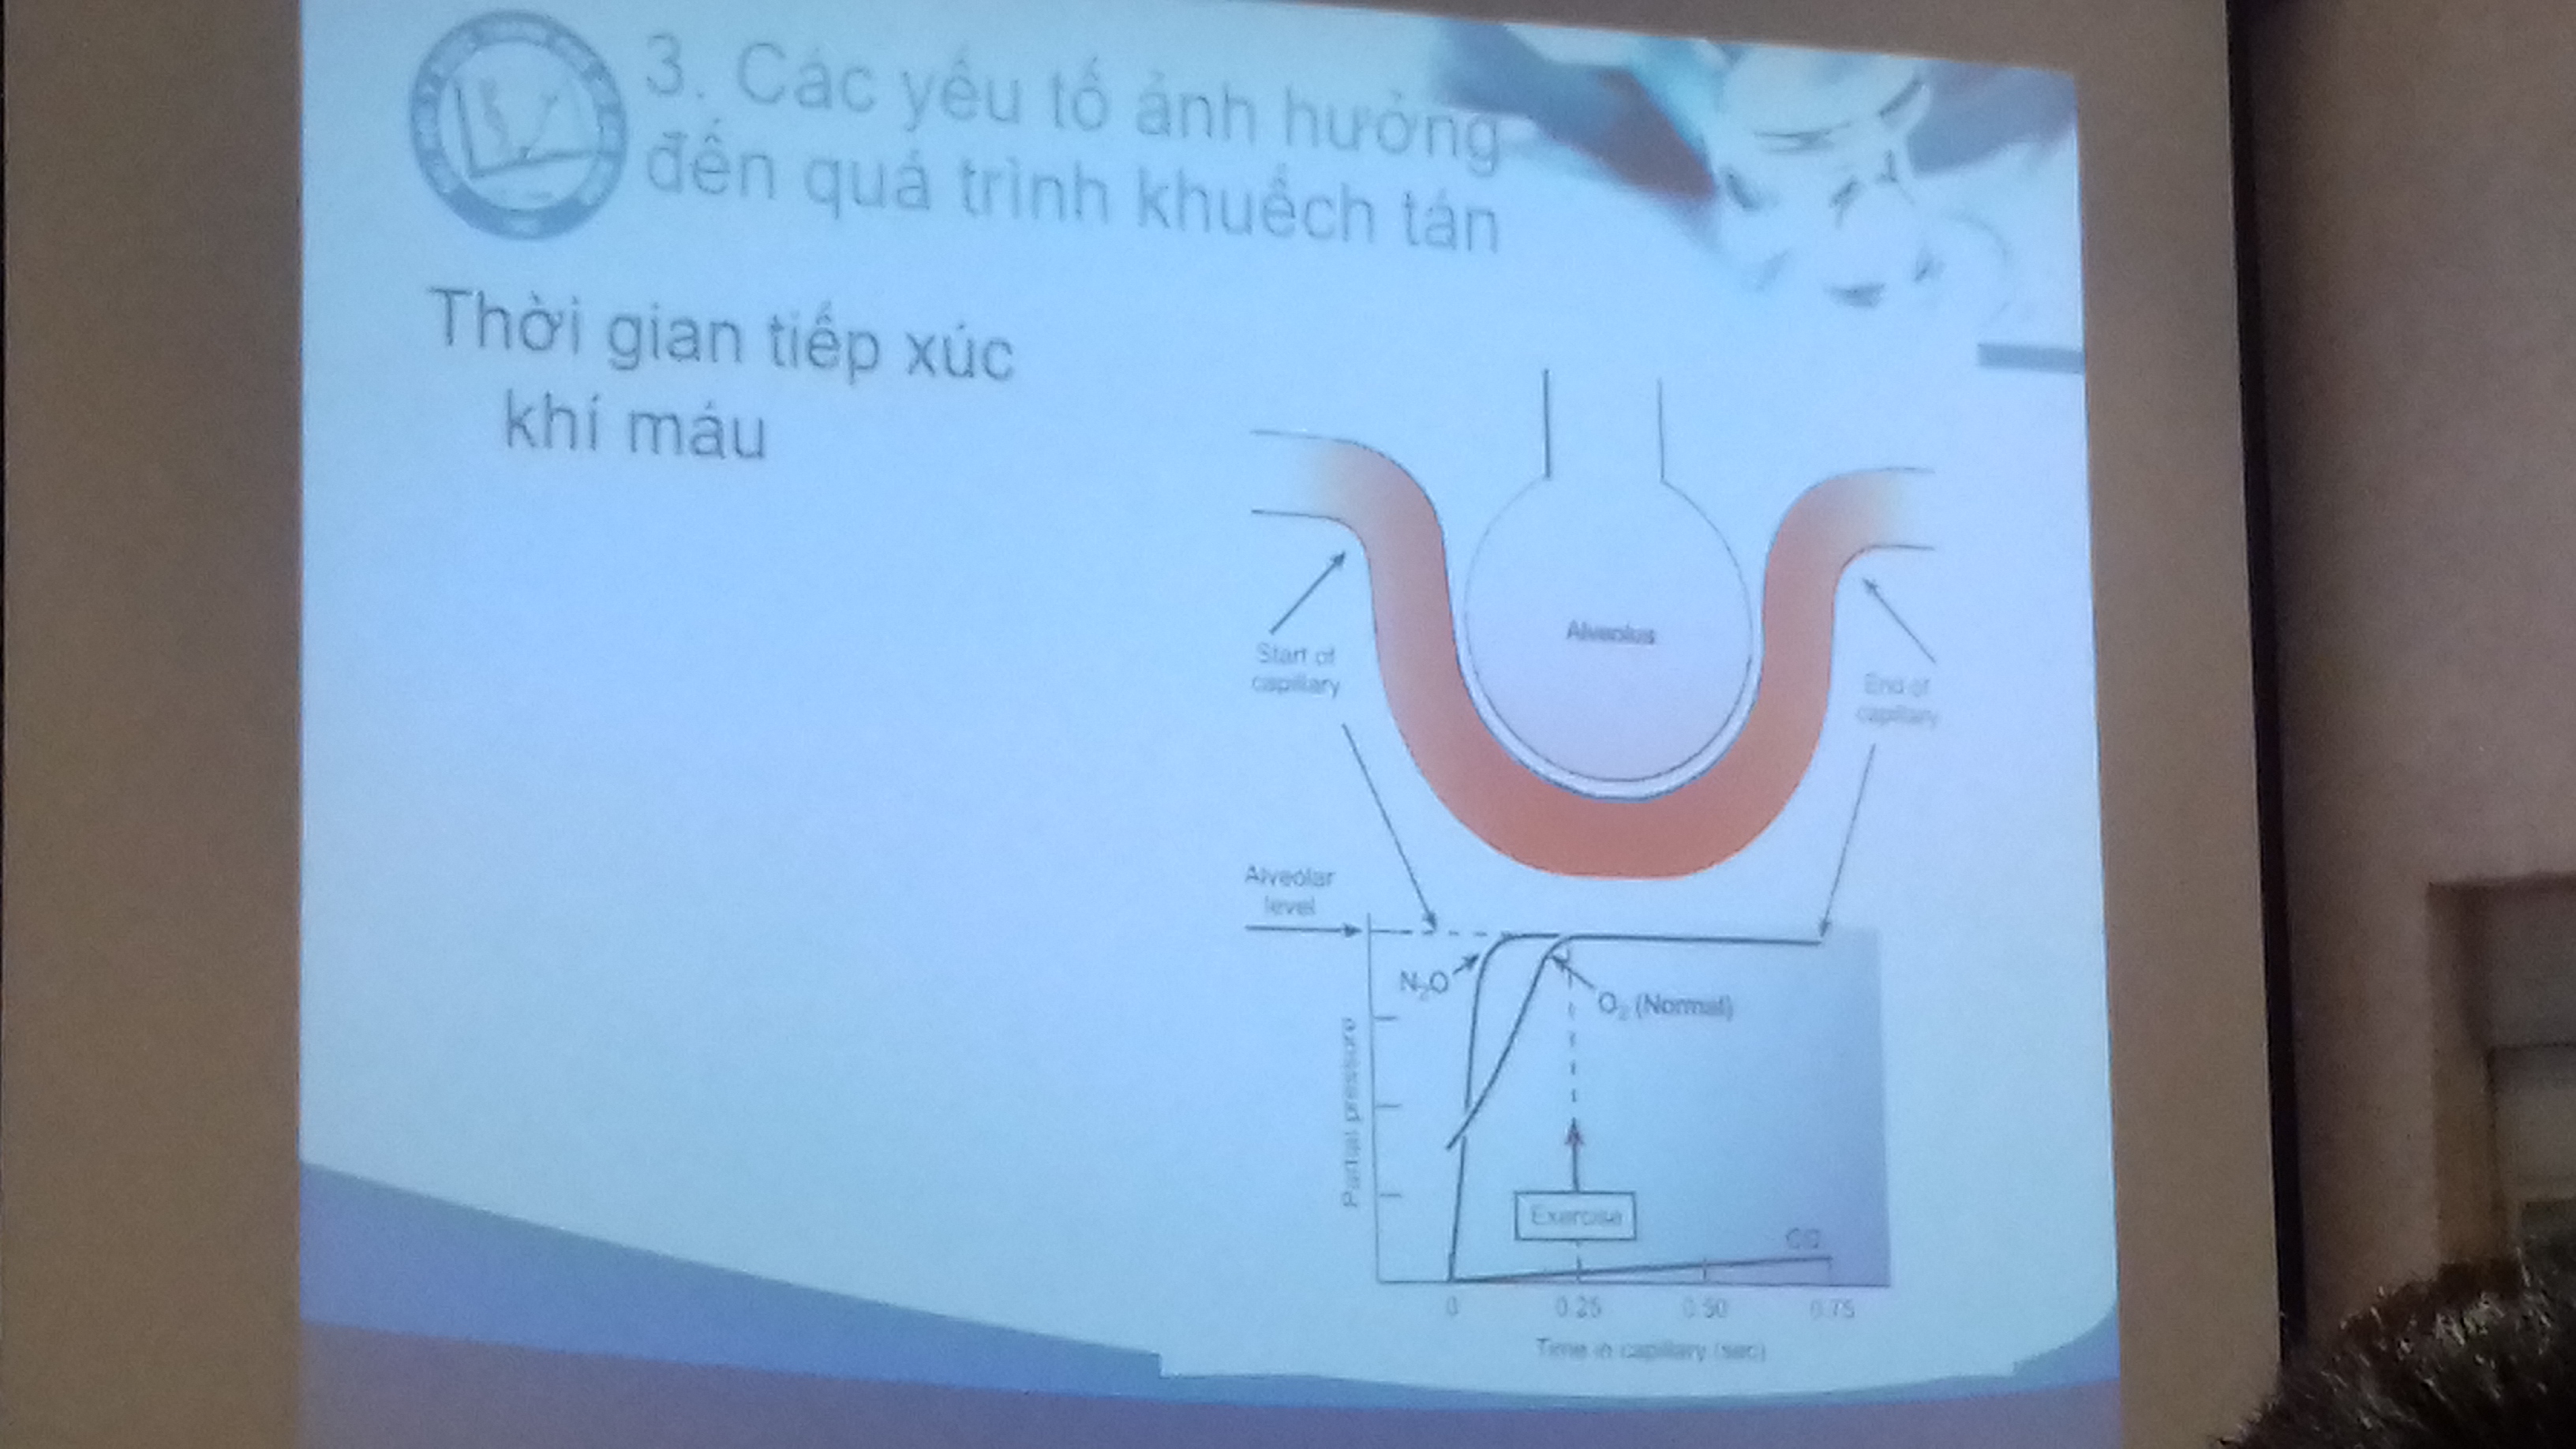 3. Các yếu tố ảnh hưởng
đến quá trình khuếch tán
Thời gian tiếp xúc
khí máu
Alveolus
Start of
capillary
End of
capillary
Alveolar
level
N₂O
O₂ (Normal)
Partial pressure
Exercise
CO
0
0.25
0.50
0.75
Time in capillary (sec)